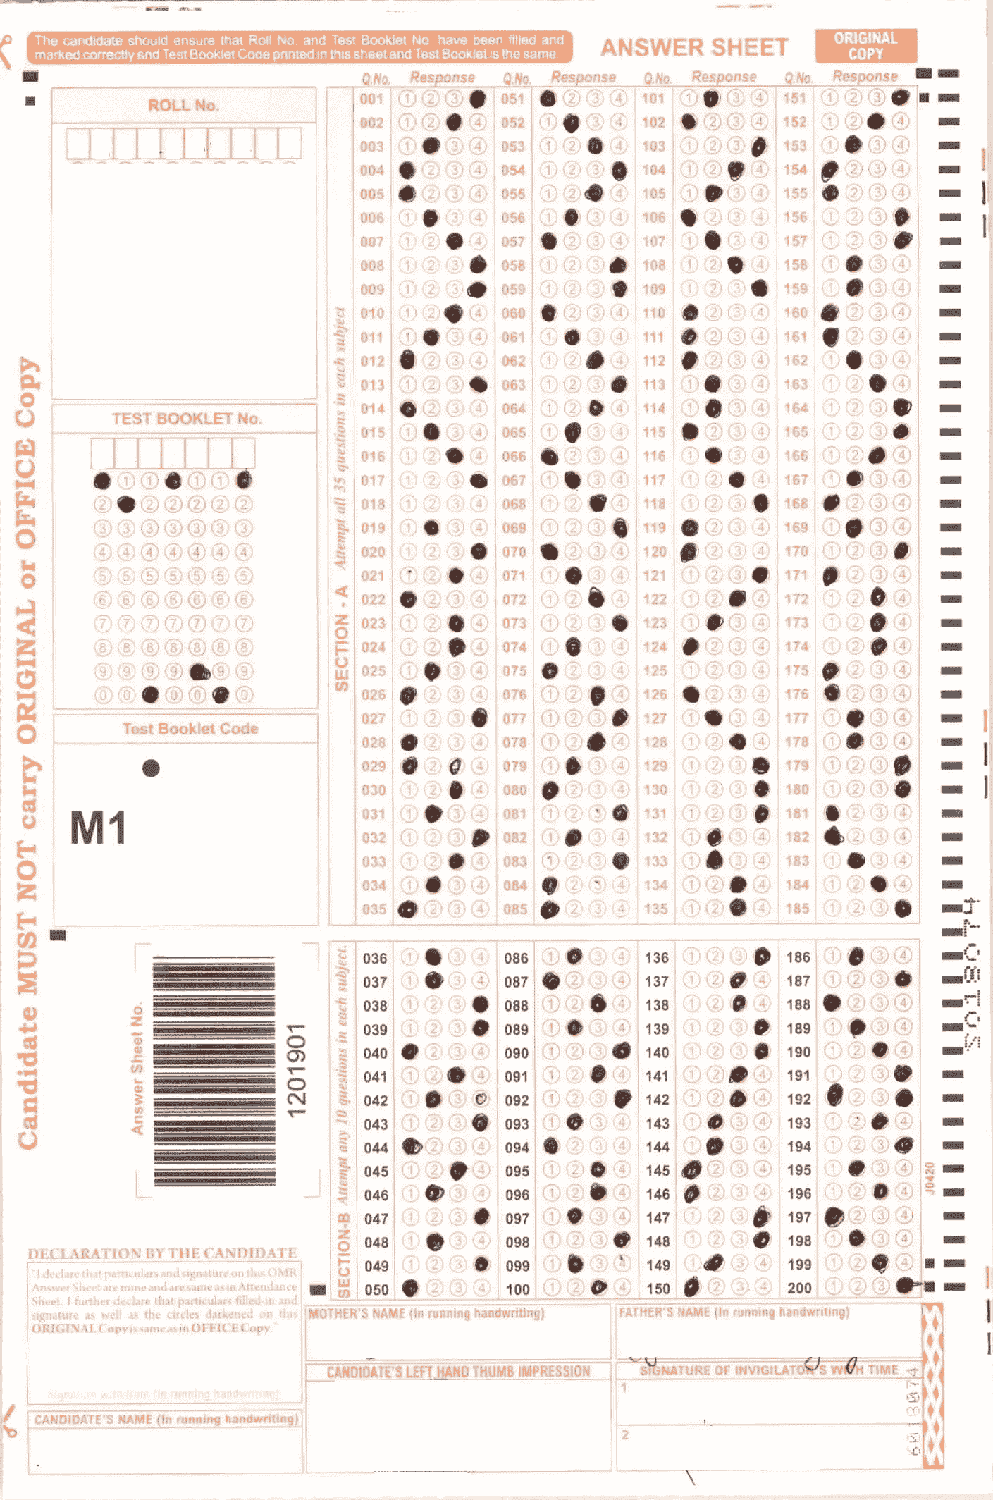 The candidate should ensure that Roll No. and Test Booklet No. have been filled and
marked correctly and Test Booklet Code printed in this sheet and Test Booklet is the same.
ANSWER SHEET
ORIGINAL
COPY
Q.No. Response Q.No. Response Q.No. Response Q.No. Response
ROLL No.
TEST BOOKLET No.
Test Booklet Code
M1
Candidate MUST NOT carry ORIGINAL or OFFICE Copy
SECTION - A Attempt all 35 questions in each subject
001 051 101 151
002 052 102 152
003 053 103 153
004 054 104 154
005 055 105 155
006 056 106 156
007 057 107 157
008 058 108 158
009 059 109 159
010 060 110 160
011 061 111 161
012 062 112 162
013 063 113 163
014 064 114 164
015 065 115 165
016 066 116 166
017 067 117 167
018 068 118 168
019 069 119 169
020 070 120 170
021 071 121 171
022 072 122 172
023 073 123 173
024 074 124 174
025 075 125 175
026 076 126 176
027 077 127 177
028 078 128 178
029 079 129 179
030 080 130 180
031 081 131 181
032 082 132 182
033 083 133 183
034 084 134 184
035 085 135 185
SECTION-B Attempt any 10 questions in each subject.
036 086 136 186
037 087 137 187
038 088 138 188
039 089 139 189
040 090 140 190
041 091 141 191
042 092 142 192
043 093 143 193
044 094 144 194
045 095 145 195
046 096 146 196
047 097 147 197
048 098 148 198
049 099 149 199
050 100 150 200
Answer Sheet No.
1201901
J0420
DECLARATION BY THE CANDIDATE
"I declare that particulars and signature on this OMR
Answer Sheet are mine and are same as in Attendance
Sheet. I further declare that particulars filled-in and
signature as well as the circles darkened on this
ORIGINAL Copy is same as in OFFICE Copy."
CANDIDATE'S NAME (In running handwriting)
MOTHER'S NAME (In running handwriting)
FATHER'S NAME (In running handwriting)
CANDIDATE'S LEFT HAND THUMB IMPRESSION
SIGNATURE OF INVIGILATOR'S WITH TIME
1
2